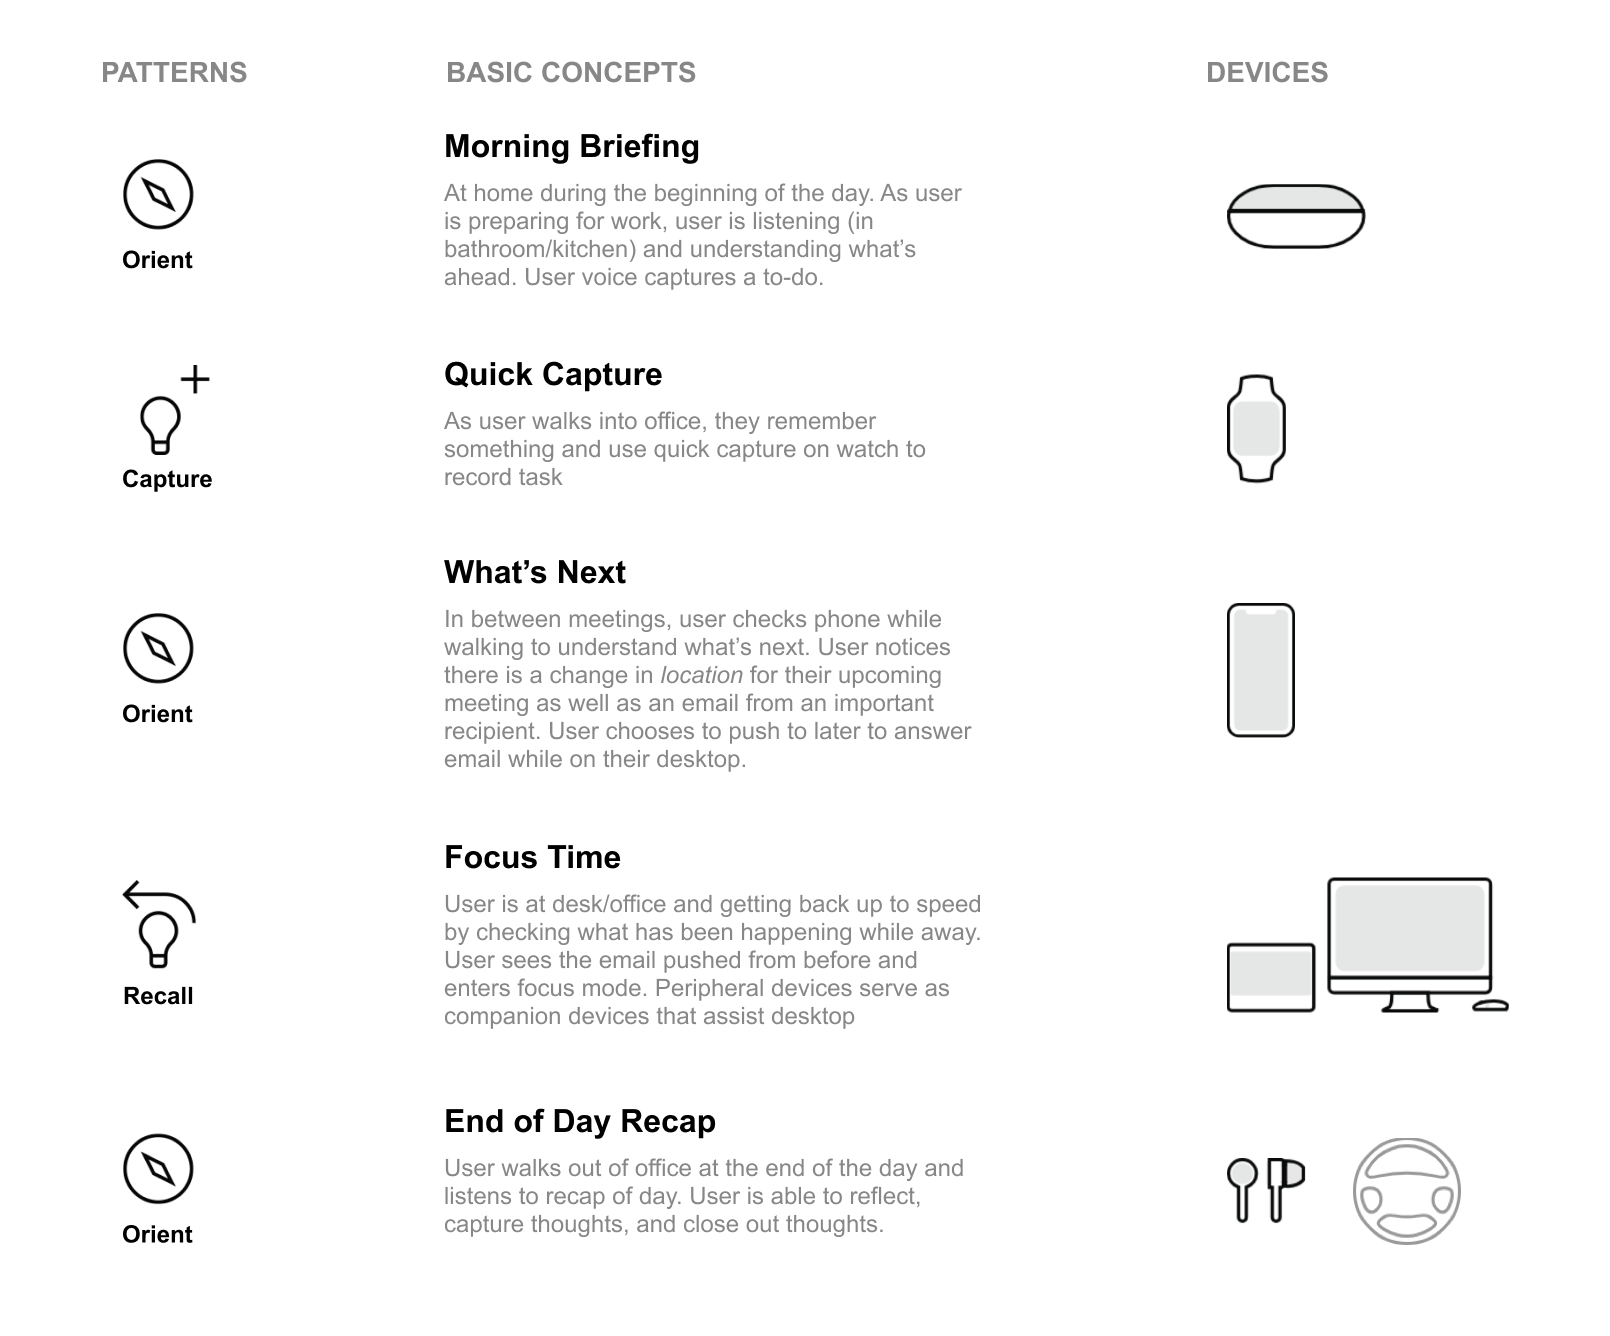 PATTERNS
BASIC CONCEPTS
DEVICES
Orient
Morning Briefing
At home during the beginning of the day. As user
is preparing for work, user is listening (in
bathroom/kitchen) and understanding what’s
ahead. User voice captures a to-do.
Capture
Quick Capture
As user walks into office, they remember
something and use quick capture on watch to
record task
Orient
What’s Next
In between meetings, user checks phone while
walking to understand what’s next. User notices
there is a change in location for their upcoming
meeting as well as an email from an important
recipient. User chooses to push to later to answer
email while on their desktop.
Recall
Focus Time
User is at desk/office and getting back up to speed
by checking what has been happening while away.
User sees the email pushed from before and
enters focus mode. Peripheral devices serve as
companion devices that assist desktop
Orient
End of Day Recap
User walks out of office at the end of the day and
listens to recap of day. User is able to reflect,
capture thoughts, and close out thoughts.